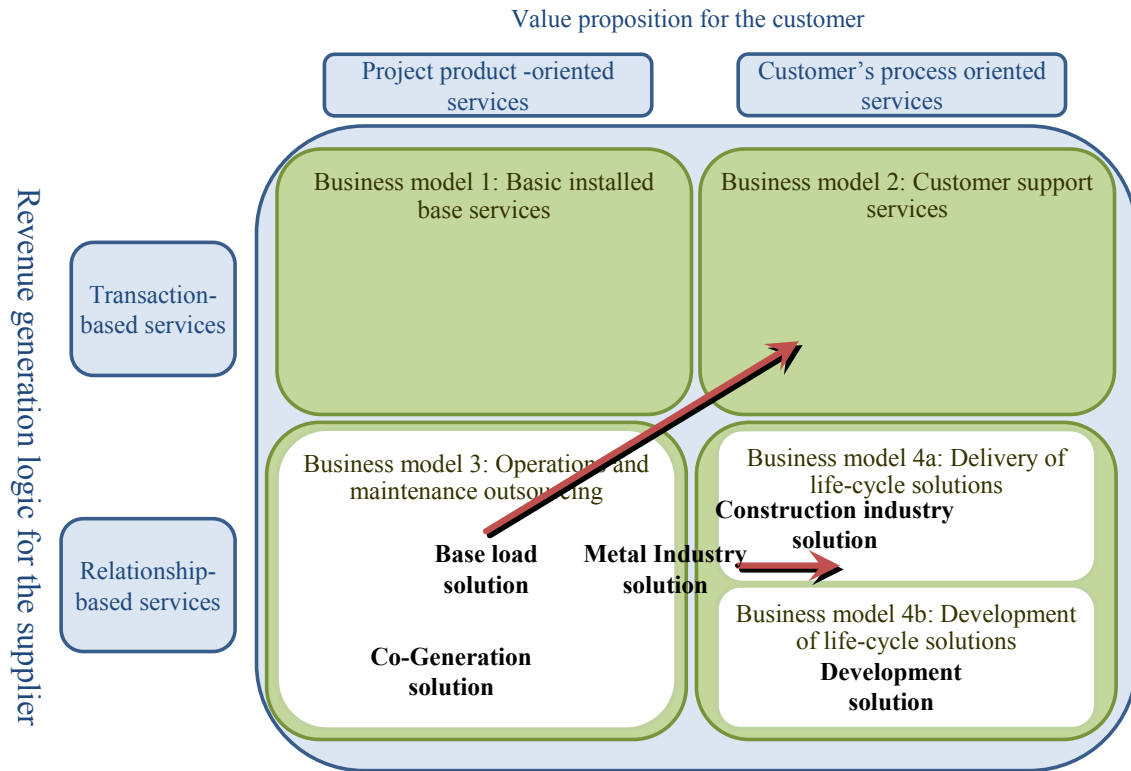 Value proposition for the customer
Project product -oriented
services
Customer's process oriented
services
Revenue generation logic for the supplier
Transaction-
based services
Relationship-
based services
Business model 1: Basic installed
base services
Business model 2: Customer support
services
Business model 3: Operations and
maintenance outsourcing
Base load
solution
Metal Industry
solution
Co-Generation
solution
Business model 4a: Delivery of
life-cycle solutions
Construction industry
solution
Business model 4b: Development
of life-cycle solutions
Development
solution